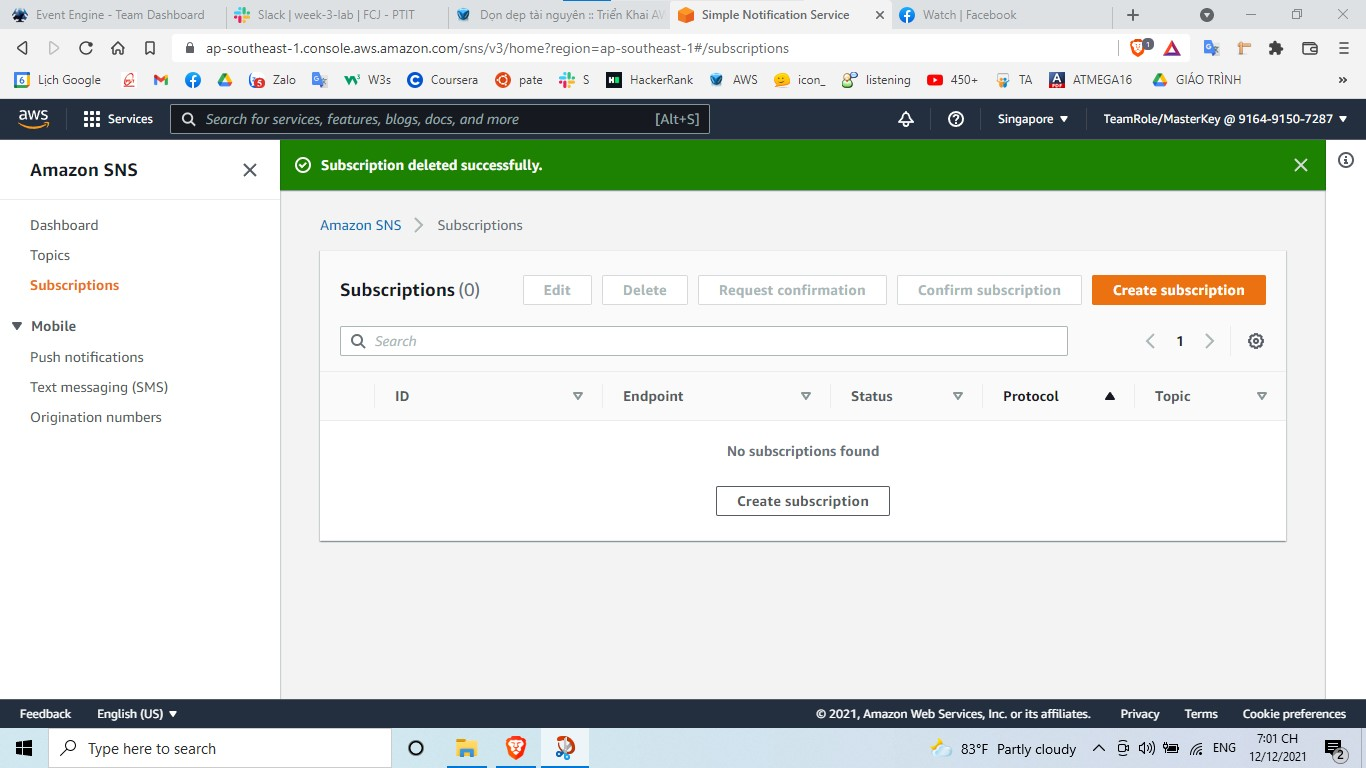 Event Engine - Team Dashboard
Slack | week-3-lab | FCJ - PTIT
Dọn dẹp tài nguyên :: Triển Khai AW
Simple Notification Service
Watch | Facebook
ap-southeast-1.console.aws.amazon.com/sns/v3/home?region=ap-southeast-1#/subscriptions
1
6 Lịch Google
Zalo
W3s
Coursera
pate
S
HackerRank
AWS
icon_
listening
450+
TA
ATMEGA16
GIÁO TRÌNH
»
aws
Services
Search for services, features, blogs, docs, and more
[Alt+S]
Singapore
TeamRole/MasterKey @ 9164-9150-7287
Amazon SNS
Subscription deleted successfully.
Dashboard
Topics
Subscriptions
Mobile
Push notifications
Text messaging (SMS)
Origination numbers
Amazon SNS
Subscriptions
Subscriptions (0)
Edit
Delete
Request confirmation
Confirm subscription
Create subscription
Search
1
ID
Endpoint
Status
Protocol
Topic
No subscriptions found
Create subscription
Feedback
English (US)
© 2021, Amazon Web Services, Inc. or its affiliates.
Privacy
Terms
Cookie preferences
Type here to search
83°F Partly cloudy
ENG
7:01 CH
12/12/2021
2